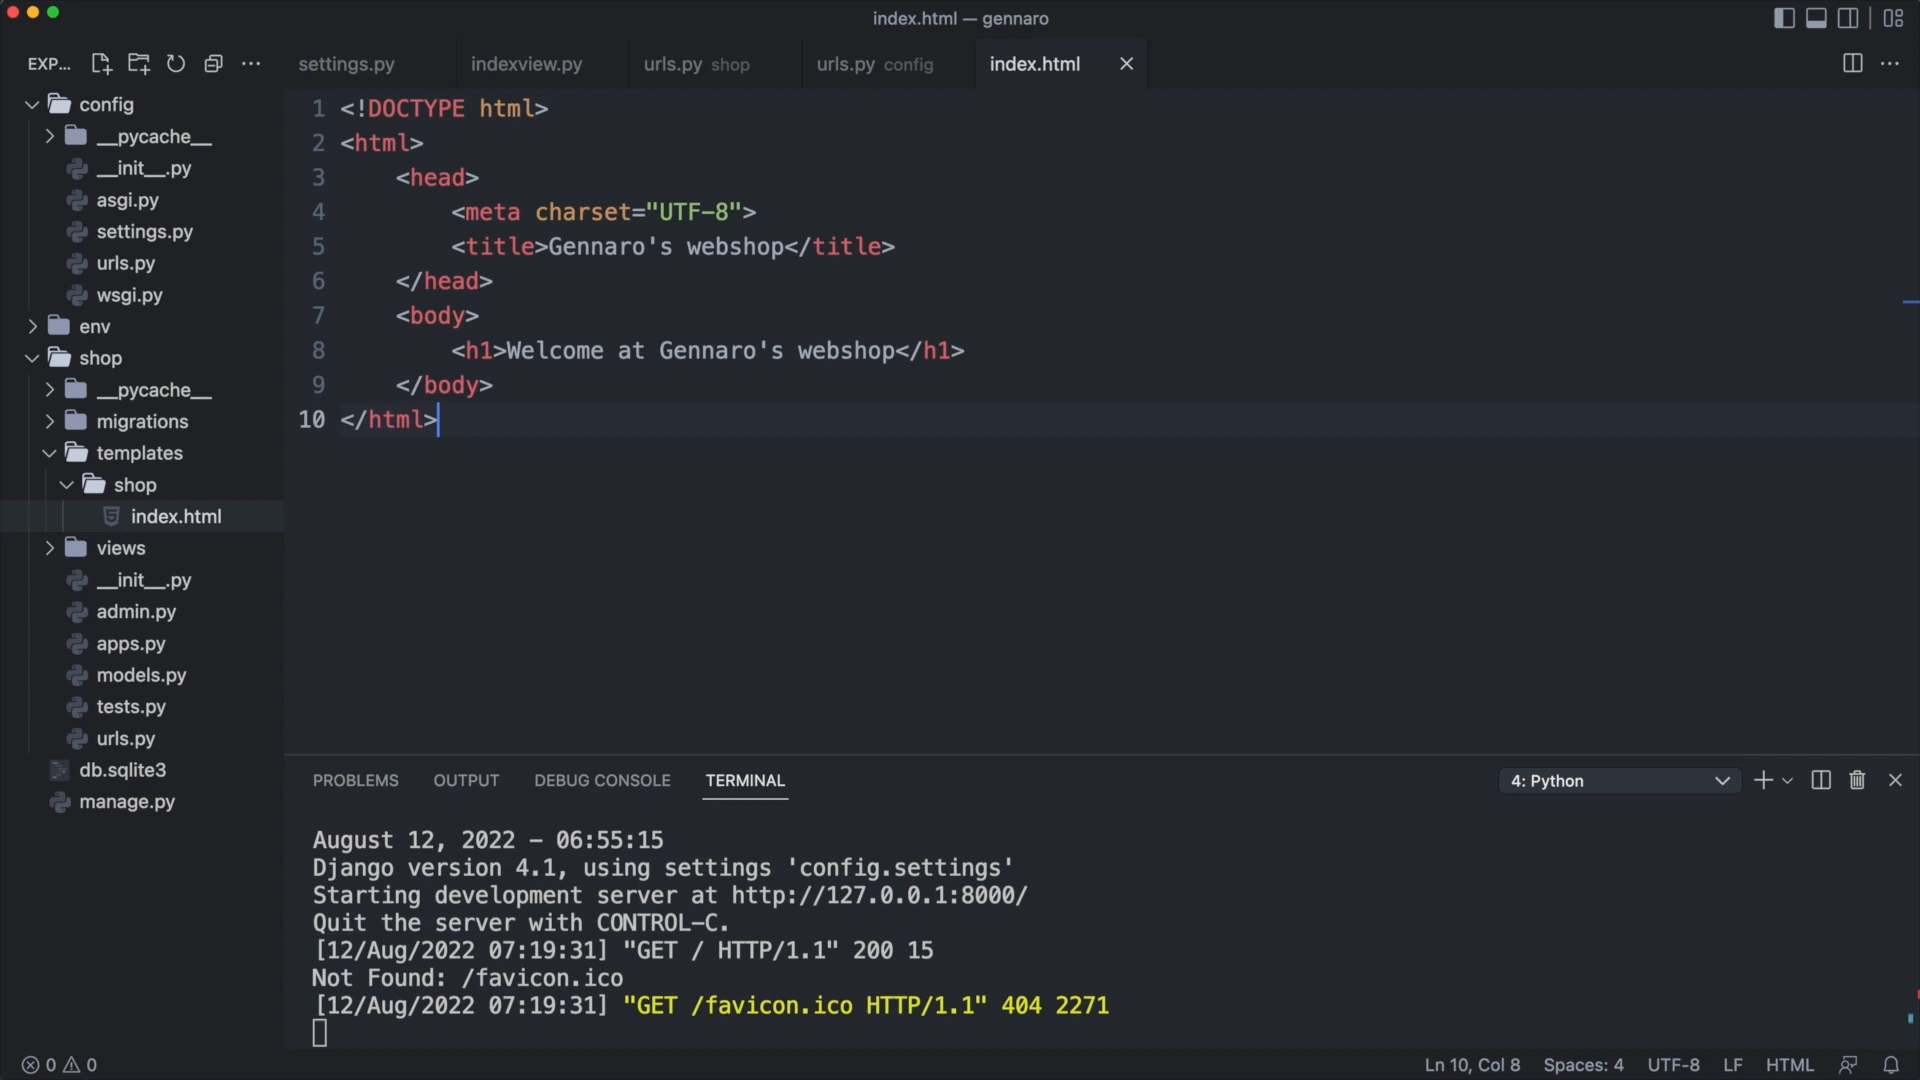 index.html — gennaro
EXP...
settings.py
indexview.py
urls.py shop
urls.py config
index.html
config
__pycache__
__init__.py
asgi.py
settings.py
urls.py
wsgi.py
env
shop
__pycache__
migrations
templates
shop
index.html
views
__init__.py
admin.py
apps.py
models.py
tests.py
urls.py
db.sqlite3
manage.py
1 <!DOCTYPE html>
2 <html>
3 <head>
4 <meta charset="UTF-8">
5 <title>Gennaro's webshop</title>
6 </head>
7 <body>
8 <h1>Welcome at Gennaro's webshop</h1>
9 </body>
10 </html>
PROBLEMS OUTPUT DEBUG CONSOLE TERMINAL
4: Python
August 12, 2022 - 06:55:15
Django version 4.1, using settings 'config.settings'
Starting development server at http://127.0.0.1:8000/
Quit the server with CONTROL-C.
[12/Aug/2022 07:19:31] "GET / HTTP/1.1" 200 15
Not Found: /favicon.ico
[12/Aug/2022 07:19:31] "GET /favicon.ico HTTP/1.1" 404 2271
0 0
Ln 10, Col 8 Spaces: 4 UTF-8 LF HTML